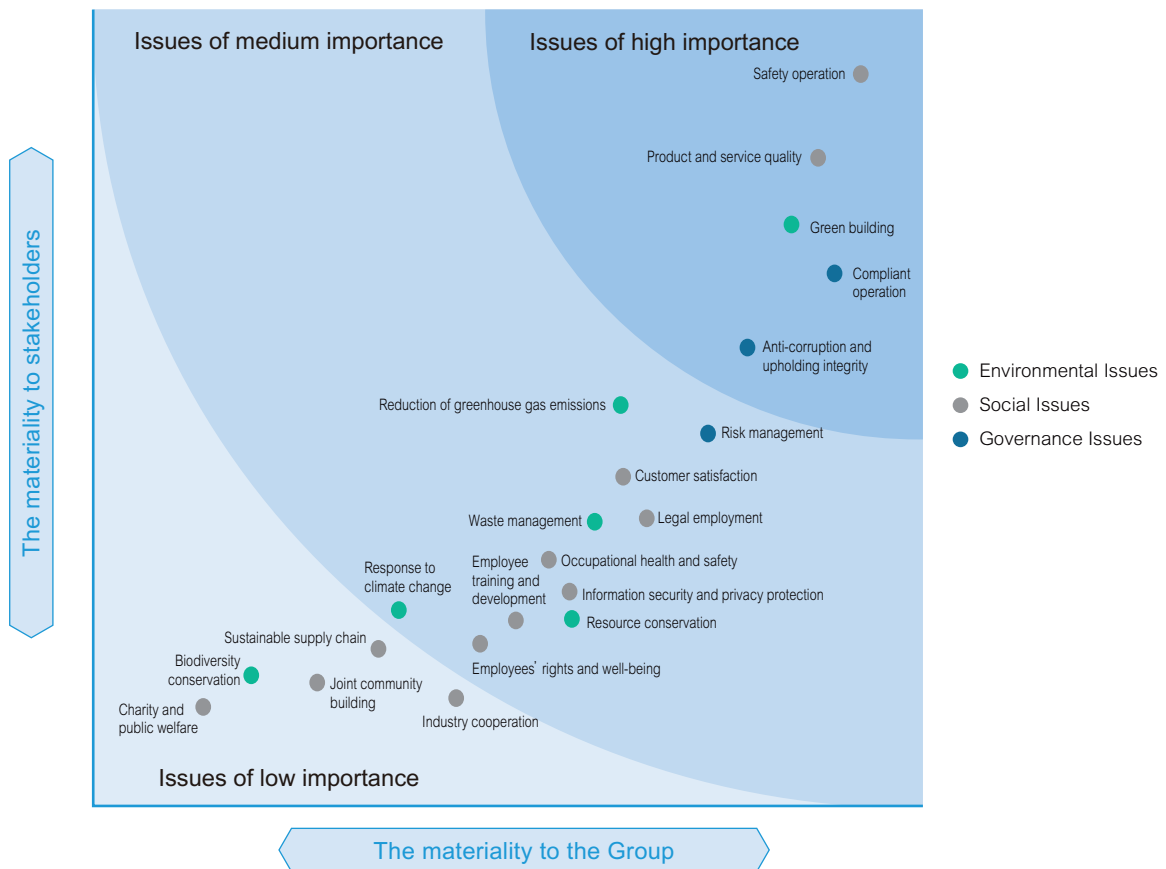 Issues of medium importance
Issues of high importance
Safety operation
Product and service quality
Green building
Compliant
operation
Anti-corruption and
upholding integrity
Reduction of greenhouse gas emissions
Risk management
Customer satisfaction
Waste management
Legal employment
Occupational health and safety
Employee
training and
development
Information security and privacy protection
Response to
climate change
Resource conservation
Sustainable supply chain
Employees' rights and well-being
Biodiversity
conservation
Joint community
building
Charity and
public welfare
Industry cooperation
Issues of low importance
The materiality to stakeholders
The materiality to the Group
Environmental Issues
Social Issues
Governance Issues